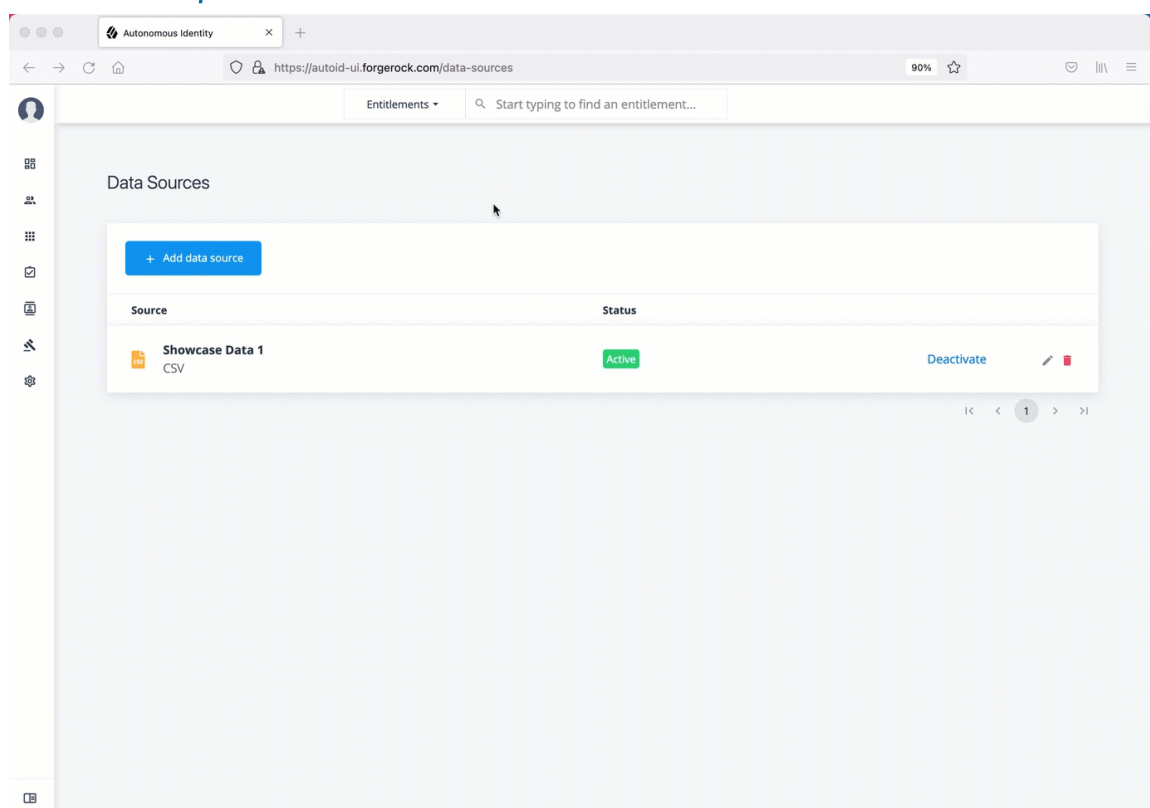 Autonomous Identity
https://autoid-ui.forgerock.com/data-sources
90%
Entitlements
Start typing to find an entitlement...
Data Sources
+ Add data source
Source Status
Showcase Data 1
CSV
CSV
Active
Deactivate
1